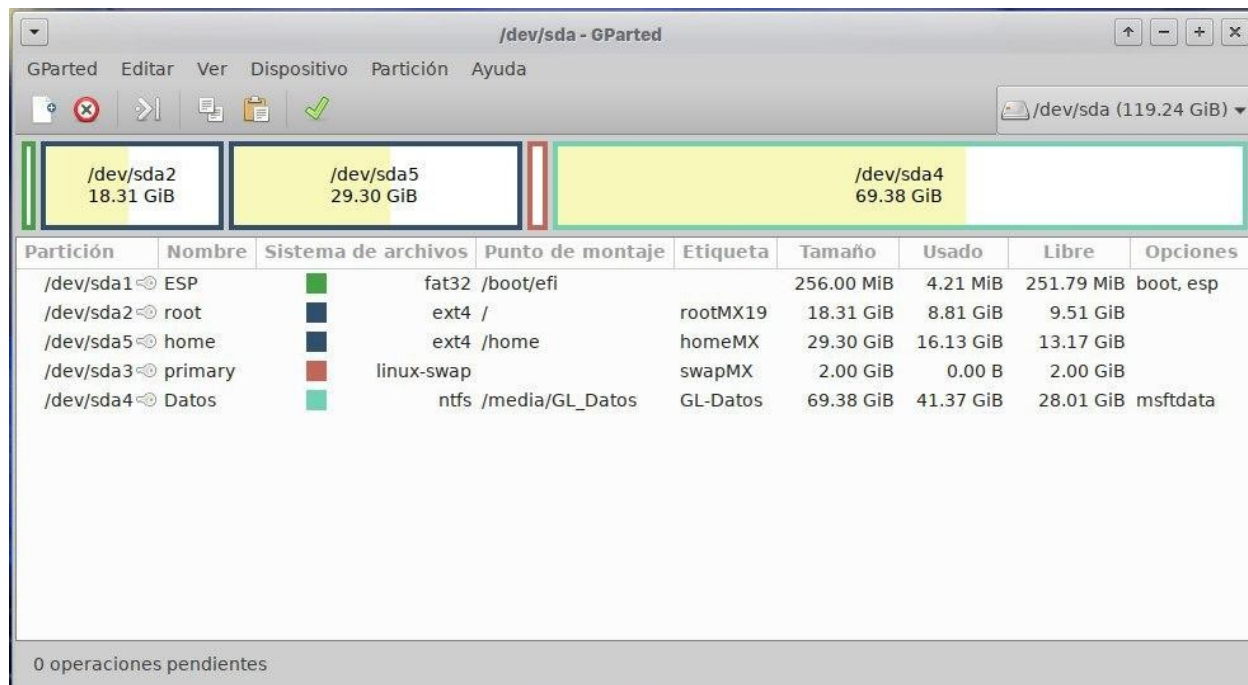 /dev/sda - GParted
GParted Editar Ver Dispositivo Partición Ayuda
/dev/sda (119.24 GiB)
/dev/sda2
18.31 GiB
/dev/sda5
29.30 GiB
/dev/sda4
69.38 GiB
Partición Nombre Sistema de archivos Punto de montaje Etiqueta Tamaño Usado Libre Opciones
/dev/sda1 ESP fat32 /boot/efi 256.00 MiB 4.21 MiB 251.79 MiB boot, esp
/dev/sda2 root ext4 / rootMX19 18.31 GiB 8.81 GiB 9.51 GiB
/dev/sda5 home ext4 /home homeMX 29.30 GiB 16.13 GiB 13.17 GiB
/dev/sda3 primary linux-swap swapMX 2.00 GiB 0.00 B 2.00 GiB
/dev/sda4 Datos ntfs /media/GL_Datos GL-Datos 69.38 GiB 41.37 GiB 28.01 GiB msftdata
0 operaciones pendientes